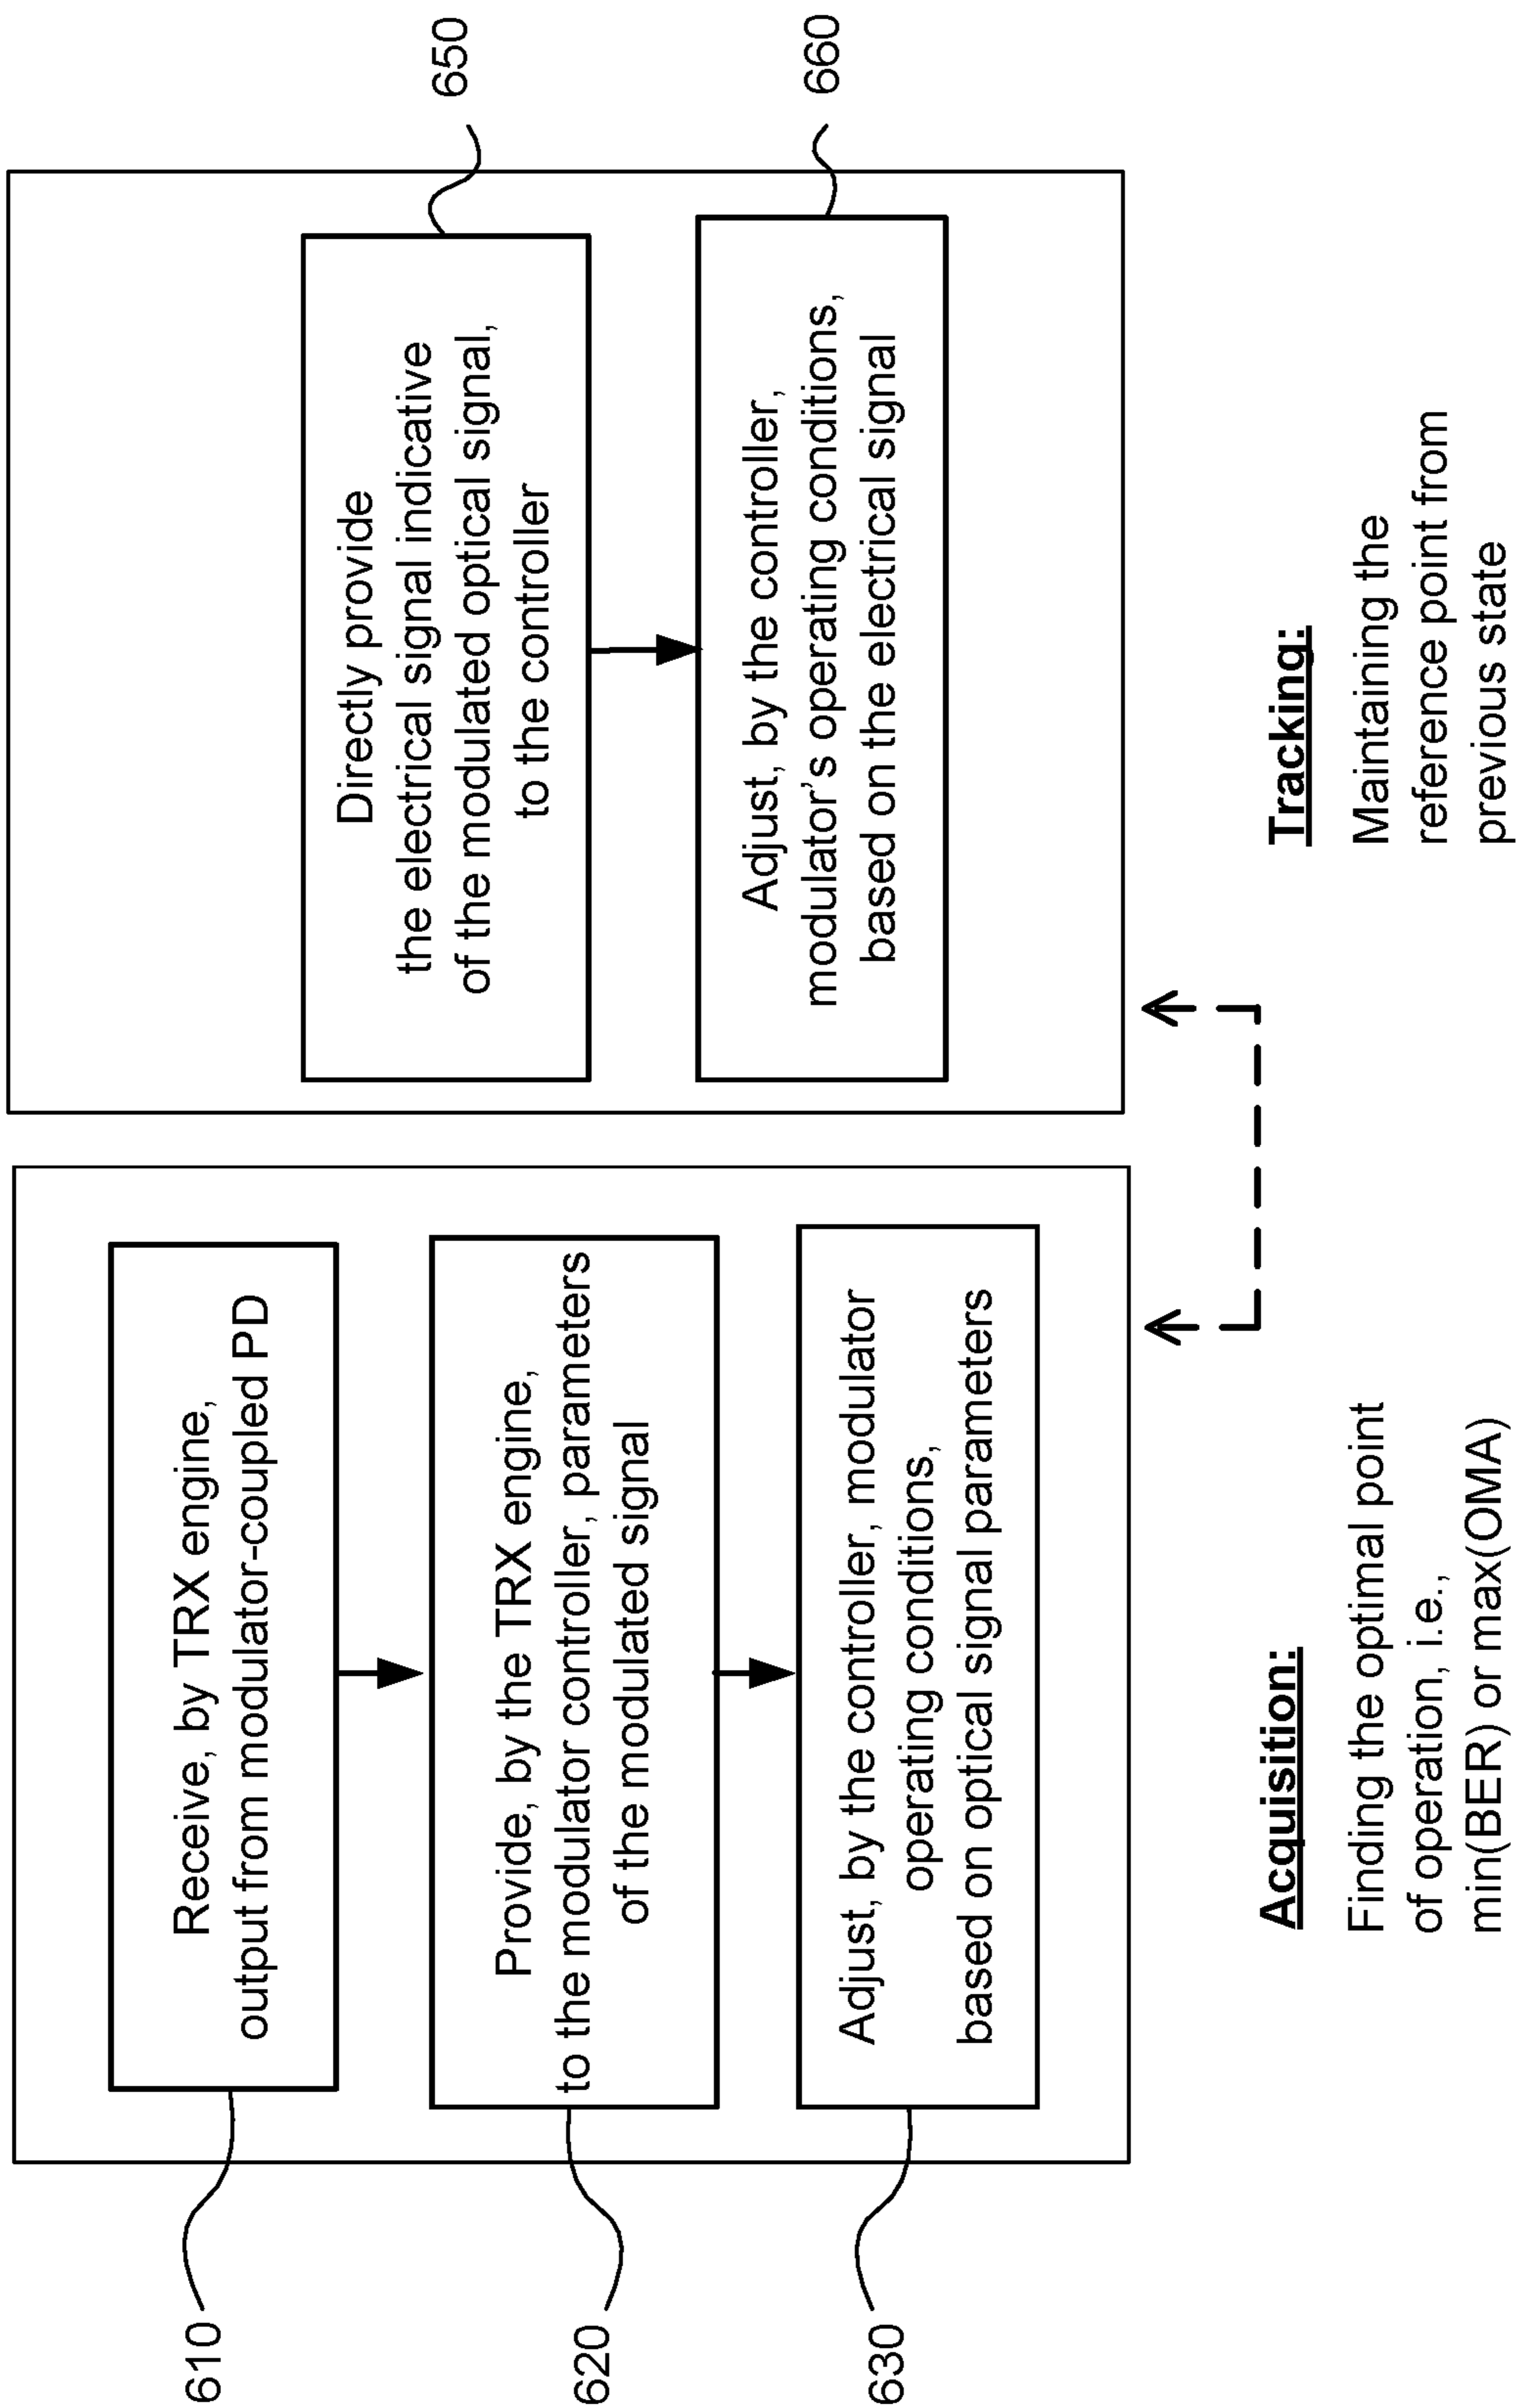 610
Receive, by TRX engine,
output from modulator-coupled PD
620
Provide, by the TRX engine,
to the modulator controller, parameters
of the modulated signal
630
Adjust, by the controller, modulator
operating conditions,
based on optical signal parameters
Acquisition:
Finding the optimal point
of operation, i.e.,
min(BER) or max(OMA)
650
Directly provide
the electrical signal indicative
of the modulated optical signal,
to the controller
660
Adjust, by the controller,
modulator's operating conditions,
based on the electrical signal
Tracking:
Maintaining the
reference point from
previous state